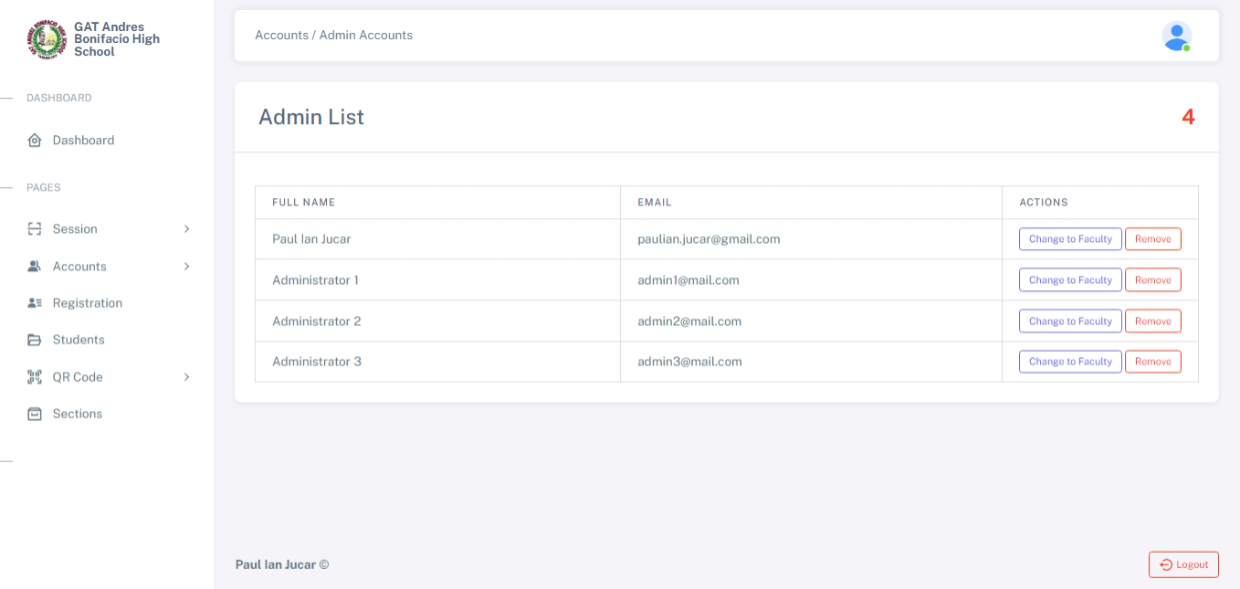 GAT Andres
Bonifacio High
School
Accounts / Admin Accounts
DASHBOARD
Dashboard
PAGES
Session
Accounts
Registration
Students
QR Code
Sections
Admin List
4
FULL NAME EMAIL ACTIONS
Paul Ian Jucar paulian.jucar@gmail.com Change to Faculty Remove
Administrator 1 admin1@mail.com Change to Faculty Remove
Administrator 2 admin2@mail.com Change to Faculty Remove
Administrator 3 admin3@mail.com Change to Faculty Remove
Paul Ian Jucar ©
Logout